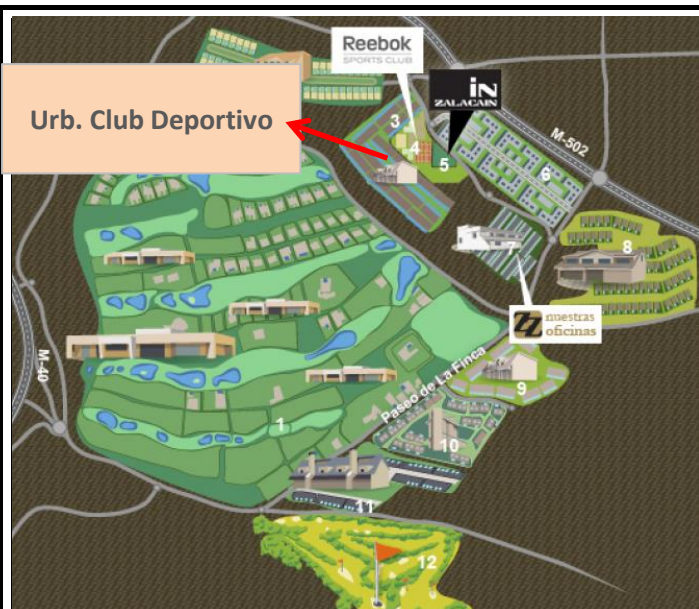 Reebok
SPORTS CLUB
in
ZALACAIN
Urb. Club Deportivo
3
4
5
M-502
6
7
8
nuestras
oficinas
M-40
Paseo de La Finca
9
1
10
11
12